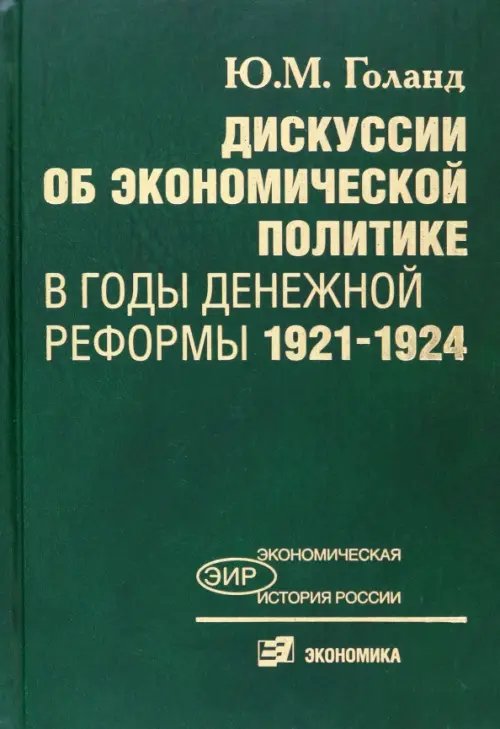 Ю.М. Голанд
ДИСКУССИИ
ОБ ЭКОНОМИЧЕСКОЙ
ПОЛИТИКЕ
В ГОДЫ ДЕНЕЖНОЙ
РЕФОРМЫ 1921-1924
ЭКОНОМИЧЕСКАЯ
ЭИР
ИСТОРИЯ РОССИИ
ЭКОНОМИКА